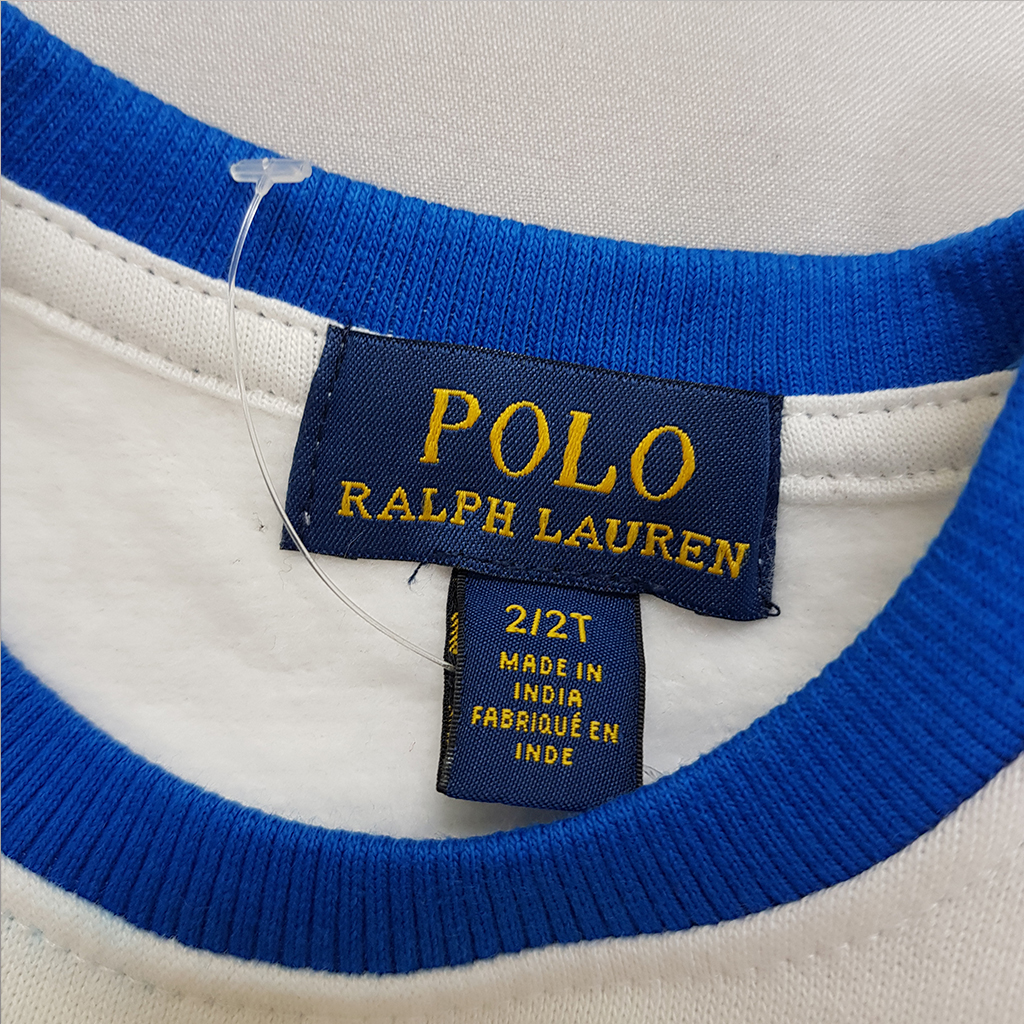 POLO
RALPH LAUREN
2/2T
MADE IN
INDIA
FABRIQUÉ EN
INDE